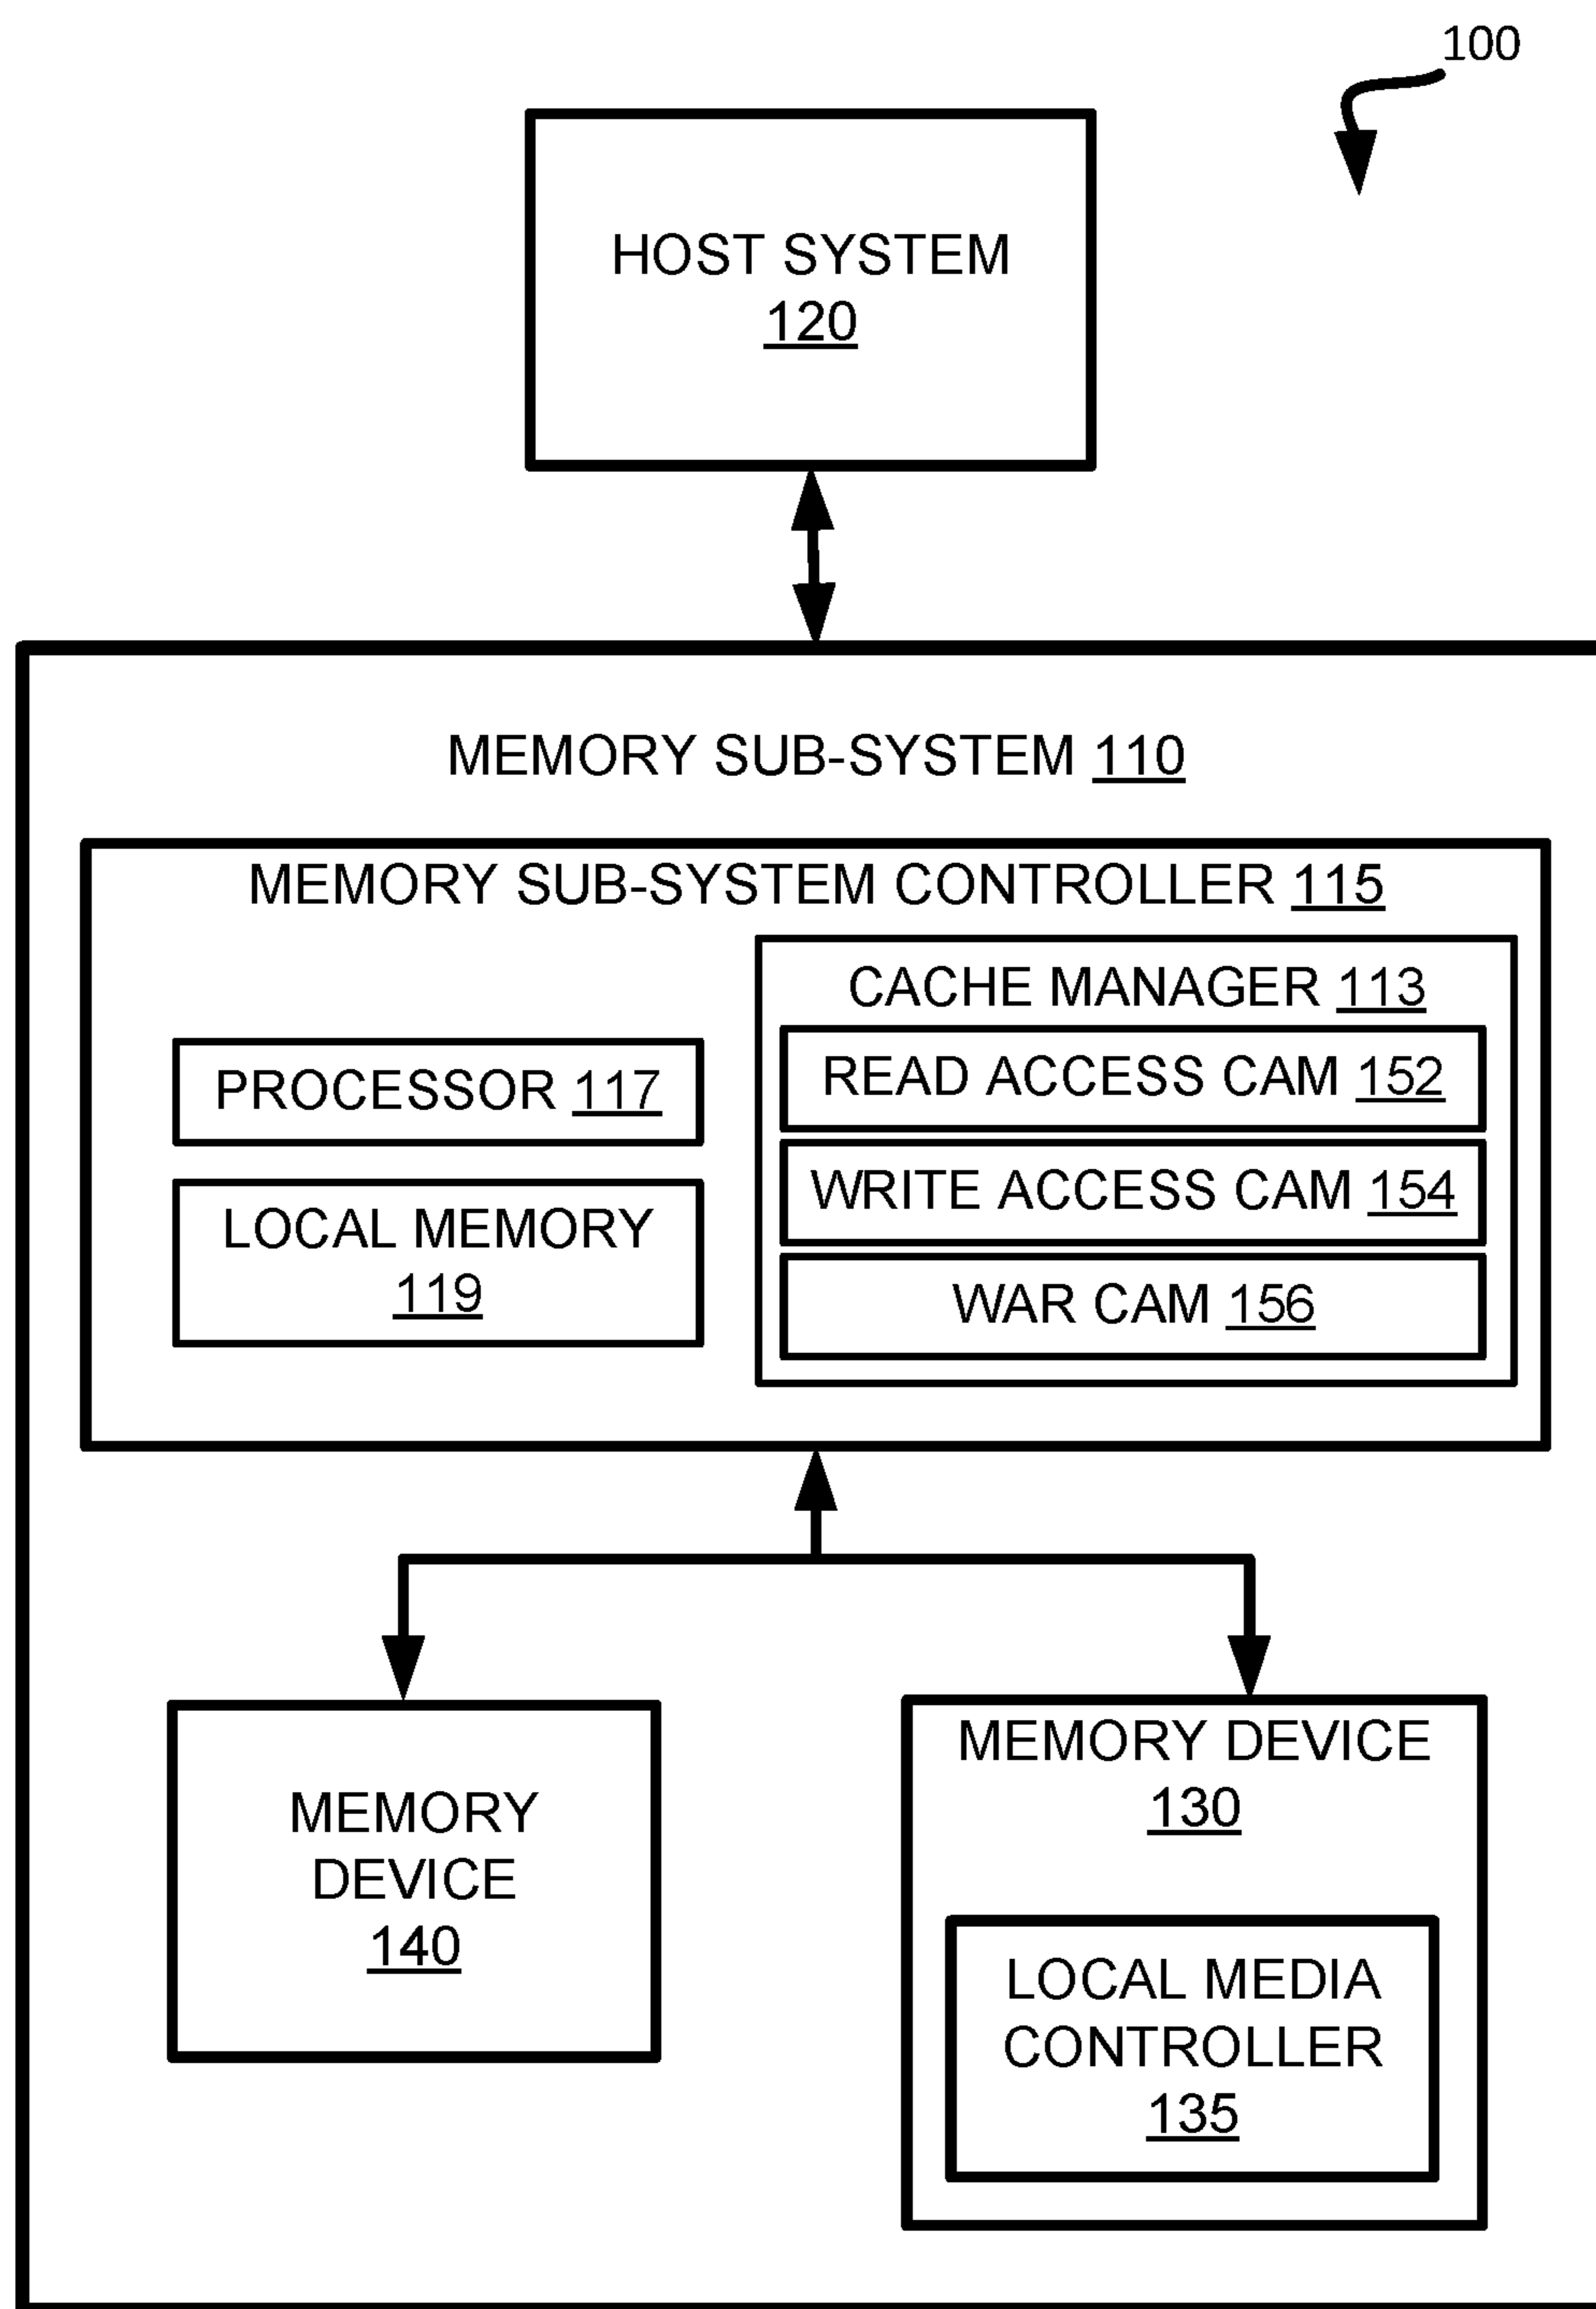 100
HOST SYSTEM
120
MEMORY SUB-SYSTEM 110
MEMORY SUB-SYSTEM CONTROLLER 115
CACHE MANAGER 113
READ ACCESS CAM 152
WRITE ACCESS CAM 154
WAR CAM 156
PROCESSOR 117
LOCAL MEMORY
119
MEMORY
DEVICE
140
MEMORY DEVICE
130
LOCAL MEDIA
CONTROLLER
135